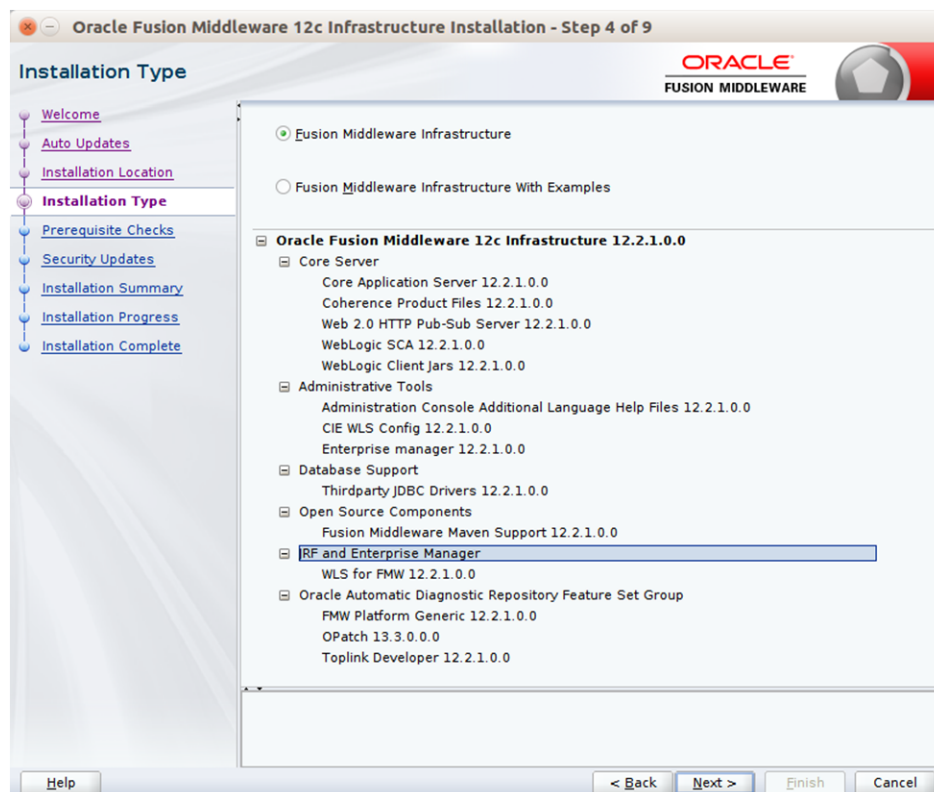 Oracle Fusion Middleware 12c Infrastructure Installation - Step 4 of 9
Installation Type
ORACLE
FUSION MIDDLEWARE
Welcome
Auto Updates
Installation Location
Installation Type
Prerequisite Checks
Security Updates
Installation Summary
Installation Progress
Installation Complete
Fusion Middleware Infrastructure
Fusion Middleware Infrastructure With Examples
Oracle Fusion Middleware 12c Infrastructure 12.2.1.0.0
Core Server
Core Application Server 12.2.1.0.0
Coherence Product Files 12.2.1.0.0
Web 2.0 HTTP Pub-Sub Server 12.2.1.0.0
WebLogic SCA 12.2.1.0.0
WebLogic Client Jars 12.2.1.0.0
Administrative Tools
Administration Console Additional Language Help Files 12.2.1.0.0
CIE WLS Config 12.2.1.0.0
Enterprise manager 12.2.1.0.0
Database Support
Thirdparty JDBC Drivers 12.2.1.0.0
Open Source Components
Fusion Middleware Maven Support 12.2.1.0.0
JRF and Enterprise Manager
WLS for FMW 12.2.1.0.0
Oracle Automatic Diagnostic Repository Feature Set Group
FMW Platform Generic 12.2.1.0.0
OPatch 13.3.0.0.0
Toplink Developer 12.2.1.0.0
Help
< Back
Next >
Finish
Cancel